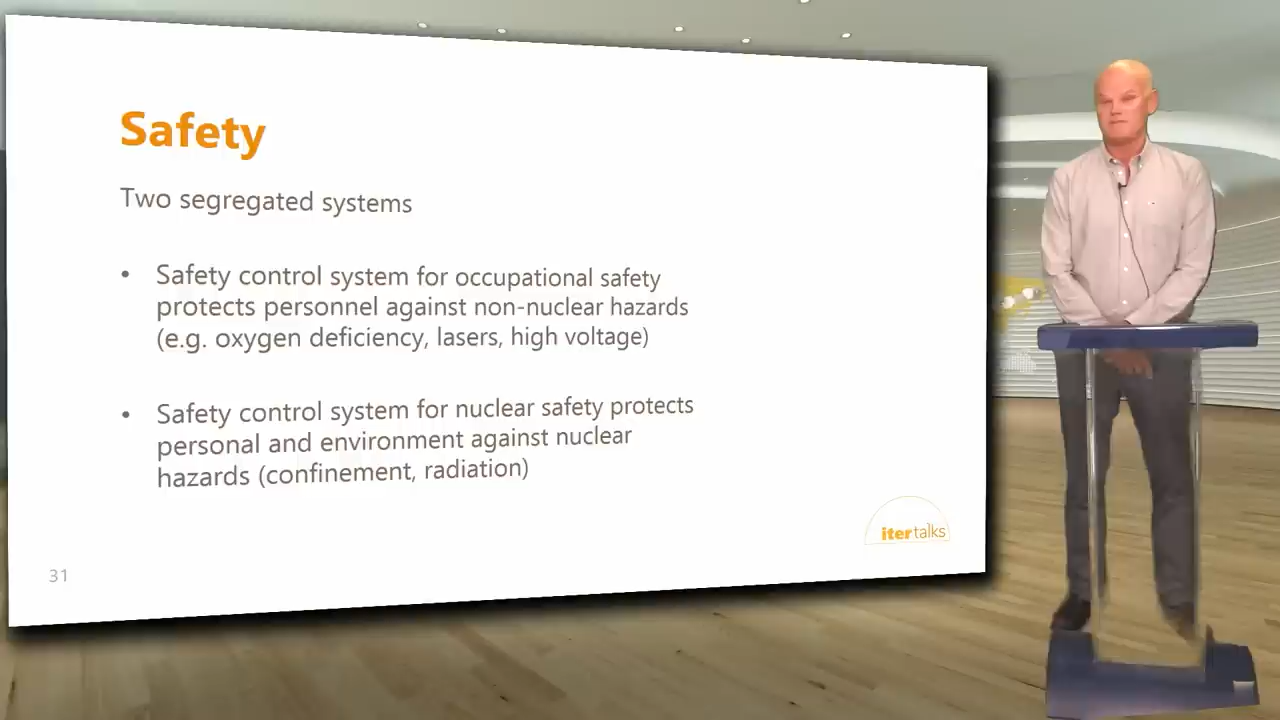 Safety
Two segregated systems
• Safety control system for occupational safety
protects personnel against non-nuclear hazards
(e.g. oxygen deficiency, lasers, high voltage)
• Safety control system for nuclear safety protects
personal and environment against nuclear
hazards (confinement, radiation)
itertalks
31